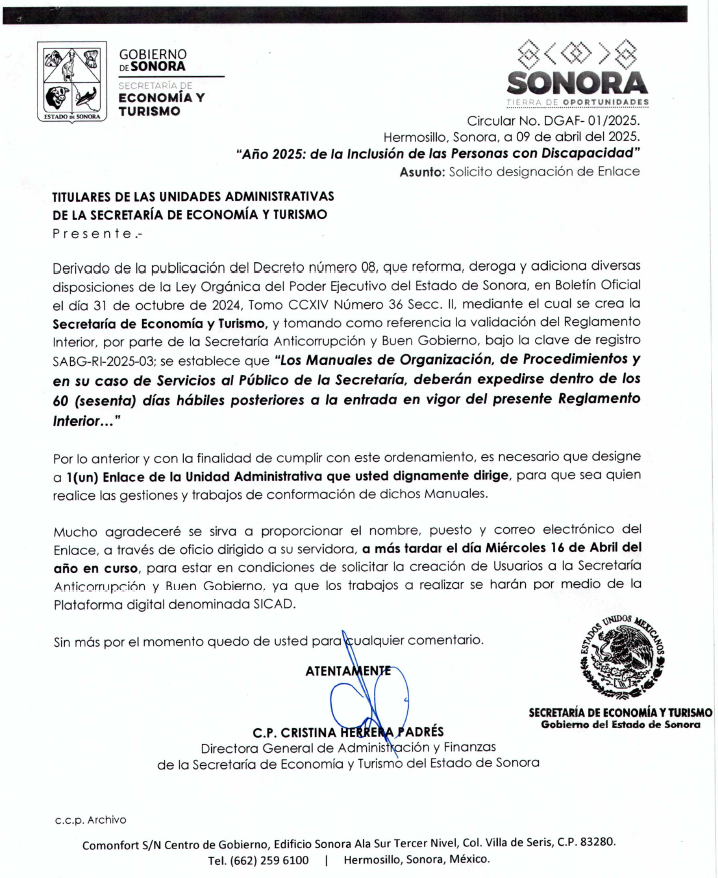 GOBIERNO
DE SONORA
SECRETARÍA DE
ECONOMÍA Y
TURISMO
ESTADO DE SONORA
SONORA
TIERRA DE OPORTUNIDADES
Circular No. DGAF- 01/2025.
Hermosillo, Sonora, a 09 de abril del 2025.
"Año 2025: de la Inclusión de las Personas con Discapacidad"
Asunto: Solicito designación de Enlace
TITULARES DE LAS UNIDADES ADMINISTRATIVAS
DE LA SECRETARÍA DE ECONOMÍA Y TURISMO
P r e s e n t e .-
Derivado de la publicación del Decreto número 08, que reforma, deroga y adiciona diversas
disposiciones de la Ley Orgánica del Poder Ejecutivo del Estado de Sonora, en Boletín Oficial
el día 31 de octubre de 2024, Tomo CCXIV Número 36 Secc. II, mediante el cual se crea la
Secretaría de Economía y Turismo, y tomando como referencia la validación del Reglamento
Interior, por parte de la Secretaría Anticorrupción y Buen Gobierno, bajo la clave de registro
SABG-RI-2025-03; se establece que "Los Manuales de Organización, de Procedimientos y
en su caso de Servicios al Público de la Secretaría, deberán expedirse dentro de los
60 (sesenta) días hábiles posteriores a la entrada en vigor del presente Reglamento
Interior..."
Por lo anterior y con la finalidad de cumplir con este ordenamiento, es necesario que designe
a 1(un) Enlace de la Unidad Administrativa que usted dignamente dirige, para que sea quien
realice las gestiones y trabajos de conformación de dichos Manuales.
Mucho agradeceré se sirva a proporcionar el nombre, puesto y correo electrónico del
Enlace, a través de oficio dirigido a su servidora, a más tardar el día Miércoles 16 de Abril del
año en curso, para estar en condiciones de solicitar la creación de Usuarios a la Secretaría
Anticorrupción y Buen Gobierno, ya que los trabajos a realizar se harán por medio de la
Plataforma digital denominada SICAD.
Sin más por el momento quedo de usted para cualquier comentario.
ATENTAMENTE
ESTADOS UNIDOS MEXICANOS
SECRETARÍA DE ECONOMÍA Y TURISMO
Gobierno del Estado de Sonora
C.P. CRISTINA HERRERA PADRÉS
Directora General de Administración y Finanzas
de la Secretaría de Economía y Turismo del Estado de Sonora
c.c.p. Archivo
Comonfort S/N Centro de Gobierno, Edificio Sonora Ala Sur Tercer Nivel, Col. Villa de Seris, C.P. 83280.
Tel. (662) 259 6100 | Hermosillo, Sonora, México.